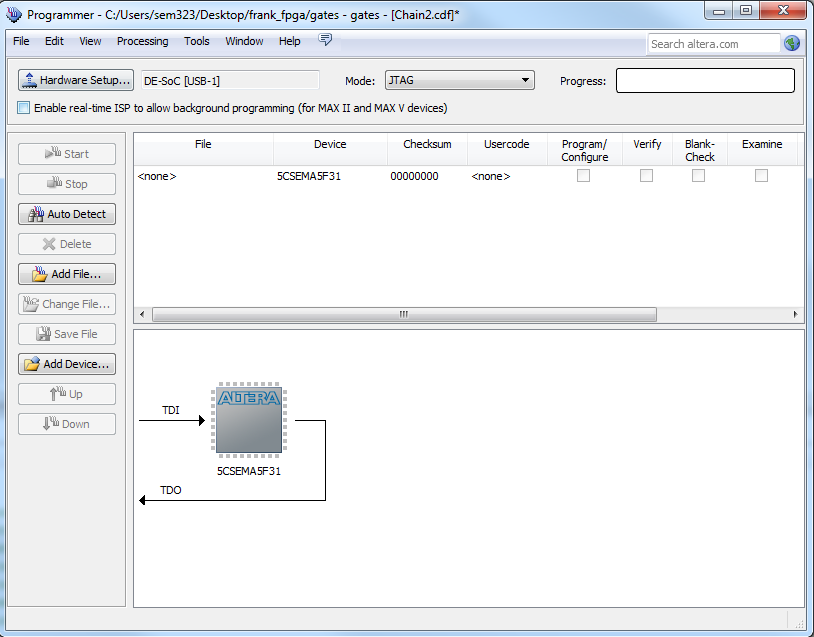 Programmer - C:/Users/sem323/Desktop/frank_fpga/gates - gates - [Chain2.cdf]*
File Edit View Processing Tools Window Help
Search altera.com
Hardware Setup... DE-SoC [USB-1] Mode: JTAG Progress:
Enable real-time ISP to allow background programming (for MAX II and MAX V devices)
Start
Stop
Auto Detect
Delete
Add File...
Change File...
Save File
Add Device...
Up
Down
File Device Checksum Usercode Program/ Verify Blank- Examine
Configure Check
<none> 5CSEMA5F31 00000000 <none>
TDI
ALTERA
5CSEMA5F31
TDO